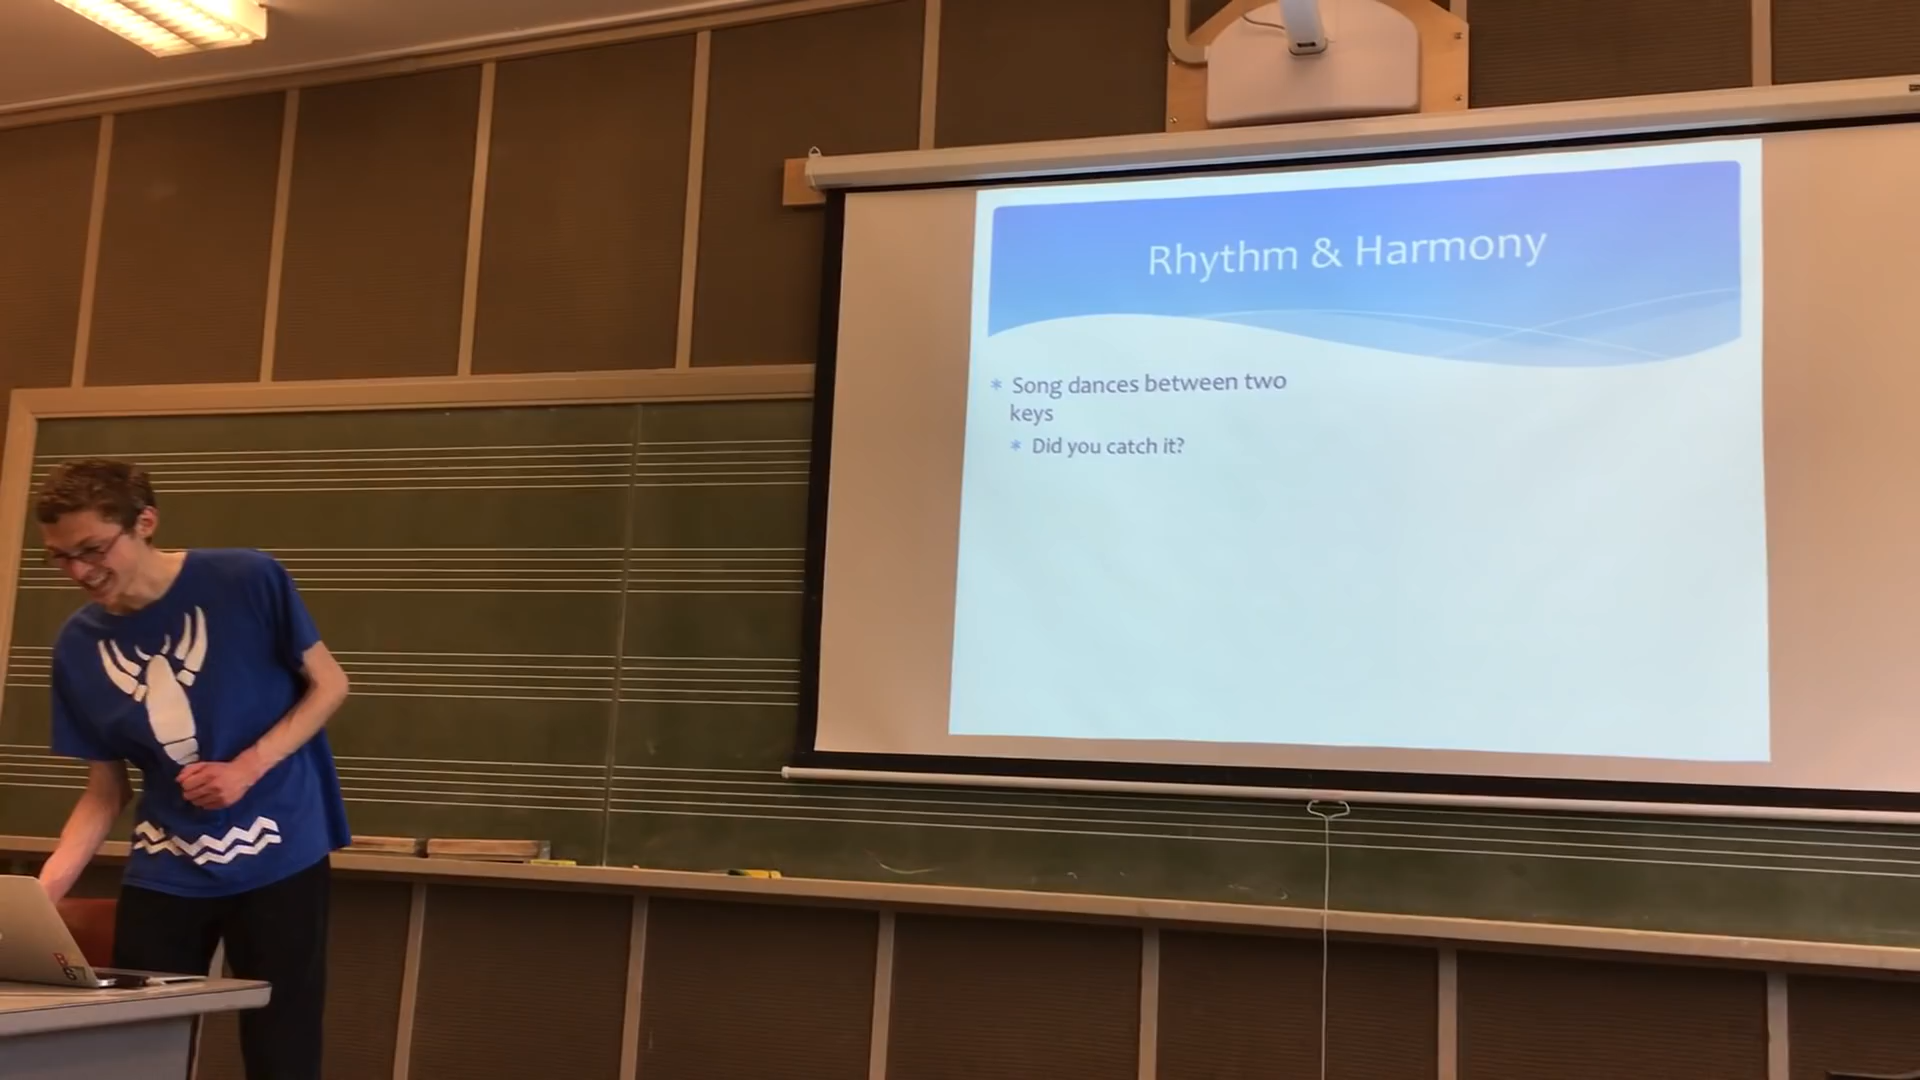 Rhythm & Harmony
* Song dances between two
keys
* Did you catch it?